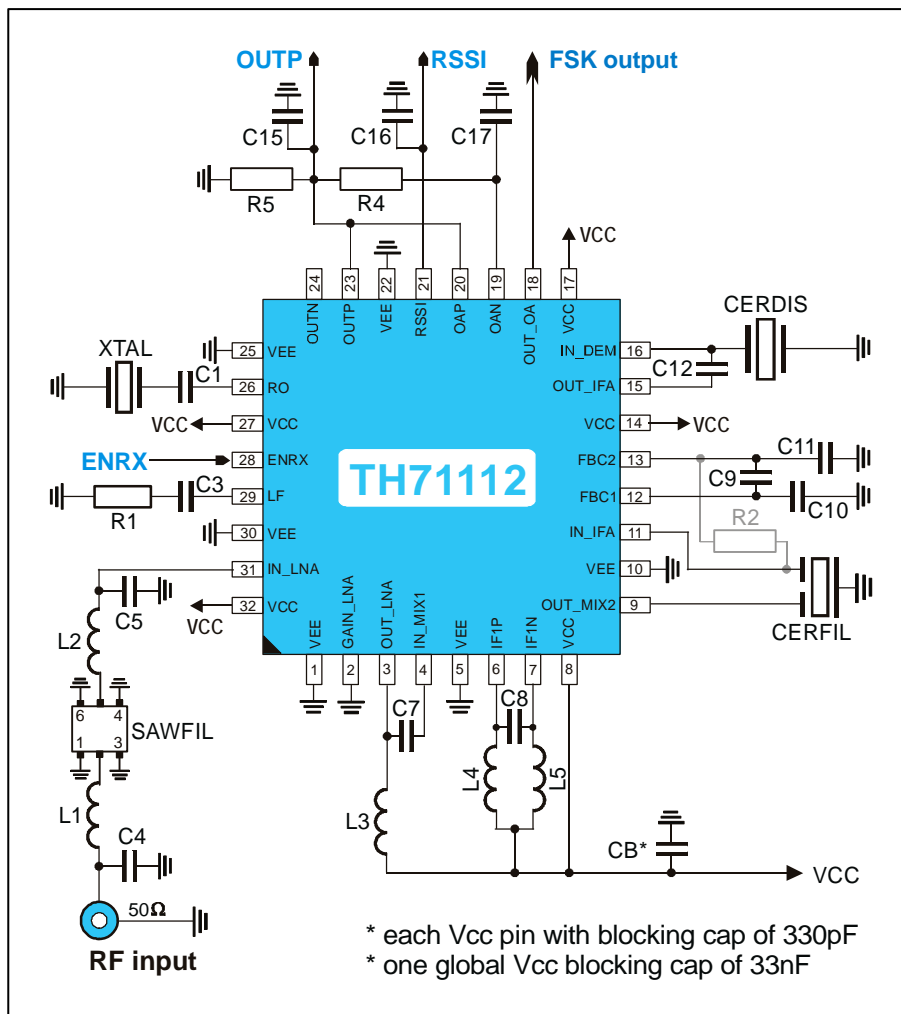 OUTP
RSSI
FSK output
C15
C16
C17
R5
R4
VCC
24
23
22
21
20
19
18
17
OUTN
OUTP
VEE
RSSI
OAP
OAN
OUT_OA
VCC
CERDIS
XTAL
C1
25
VEE
IN_DEM
16
C12
26
RO
OUT_IFA
15
VCC
27
VCC
VCC
14
VCC
ENRX
28
ENRX
FBC2
13
C11
C9
TH71112
C3
R1
29
LF
FBC1
12
C10
30
VEE
IN_IFA
11
R2
31
IN_LNA
VEE
10
C5
VCC
32
VCC
OUT_MIX2
9
CERFIL
VEE
GAIN_LNA
OUT_LNA
IN_MIX1
VEE
IF1P
IF1N
VCC
1
2
3
4
5
6
7
8
L2
6
4
1
3
SAWFIL
C7
C8
L4
L5
L1
L3
C4
CB*
VCC
50Ω
RF input
* each Vcc pin with blocking cap of 330pF
* one global Vcc blocking cap of 33nF